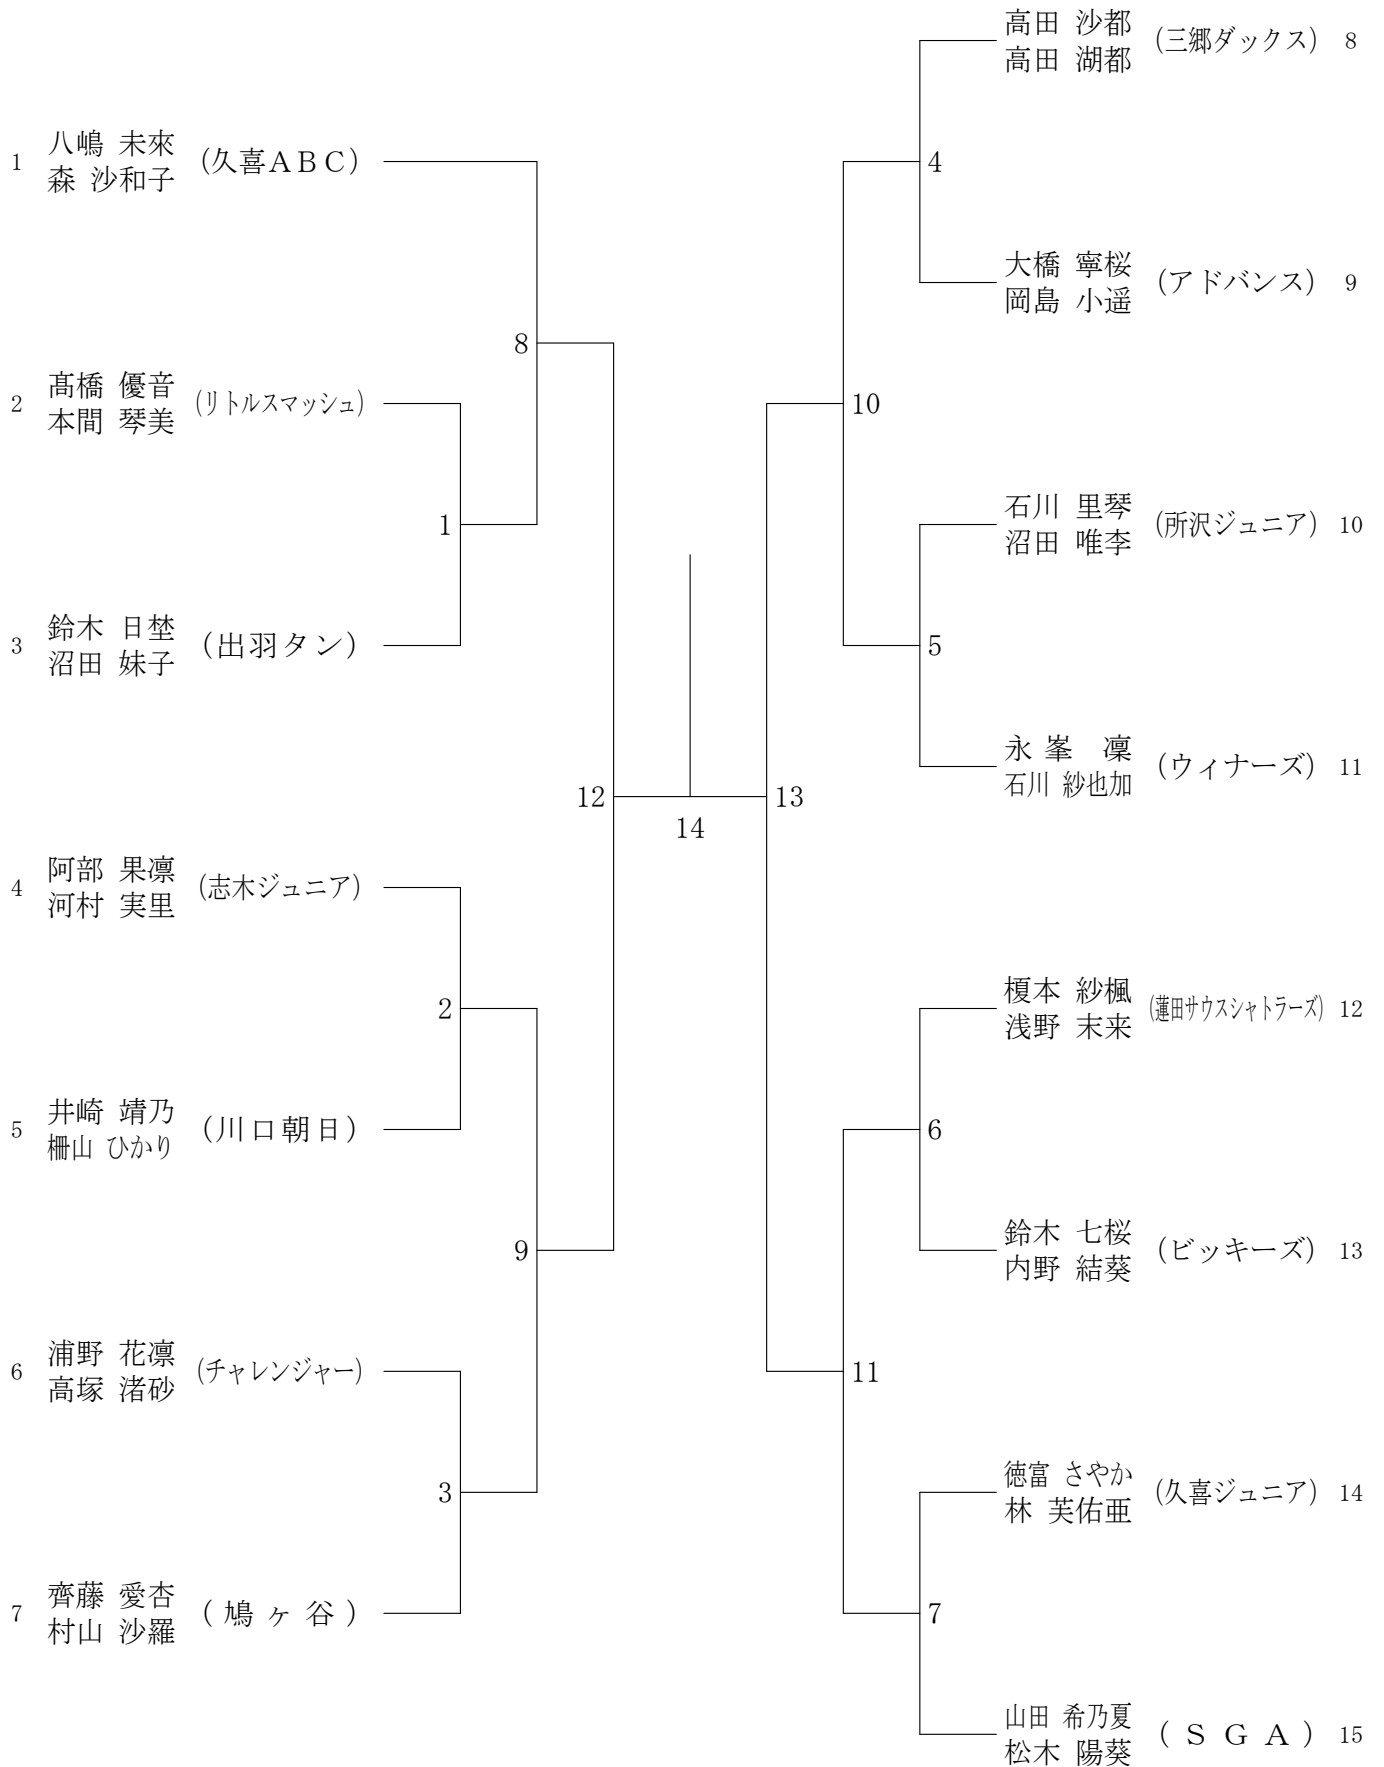 1 八嶋 未來 (久喜ABC)
森 沙和子
2 髙橋 優音 (リトルスマッシュ)
本間 琴美
3 鈴木 日埜 (出羽タン)
沼田 妹子
4 阿部 果凛 (志木ジュニア)
河村 実里
5 井崎 靖乃 (川口朝日)
柵山 ひかり
6 浦野 花凛 (チャレンジャー)
高塚 渚砂
7 齊藤 愛杏 (鳩ヶ谷)
村山 沙羅
8
1
12
2
9
3
14
13
4
10
5
6
11
7
高田 沙都 (三郷ダックス) 8
高田 湖都
大橋 寧桜 (アドバンス) 9
岡島 小遥
石川 里琴 (所沢ジュニア) 10
沼田 唯李
永峯 凜 (ウィナーズ) 11
石川 紗也加
榎本 紗楓 (蓮田サウスシャトラーズ) 12
浅野 末来
鈴木 七桜 (ビッキーズ) 13
内野 結葵
徳富 さやか (久喜ジュニア) 14
林 芙佑亜
山田 希乃夏 (SGA) 15
松木 陽葵